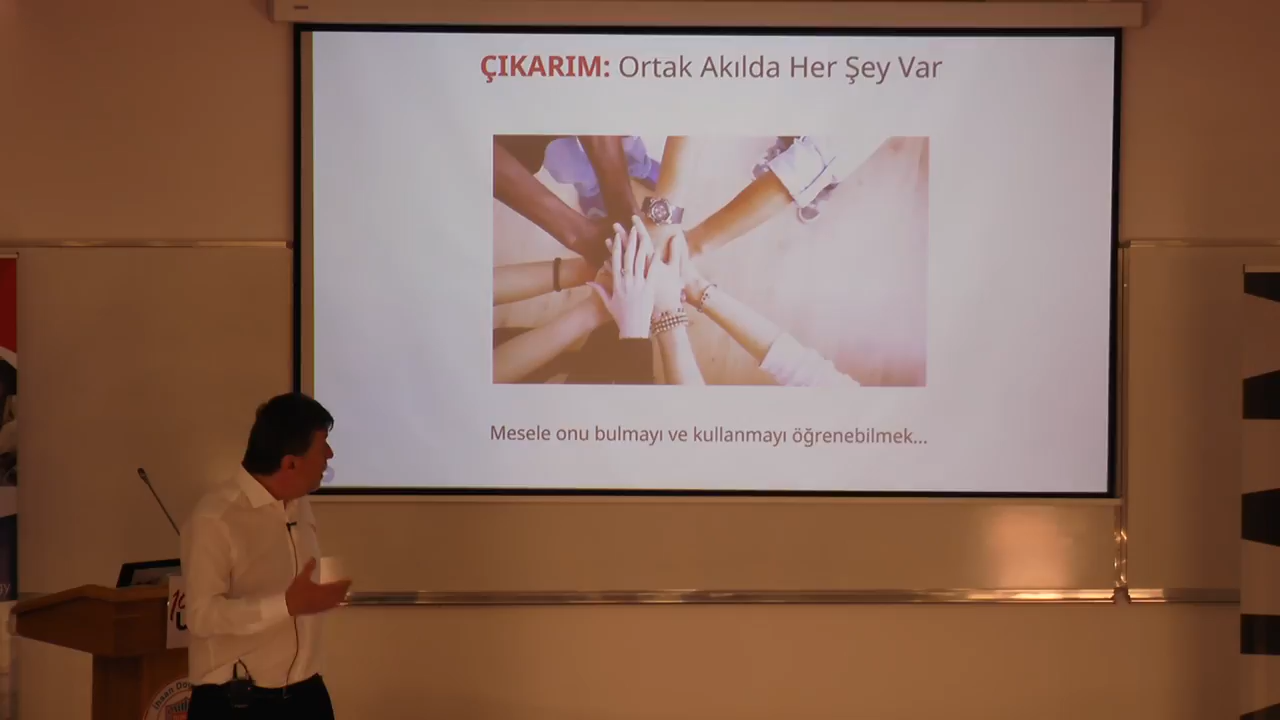 ÇIKARIM: Ortak Akılda Her Şey Var
Mesele onu bulmayı ve kullanmayı öğrenebilmek...